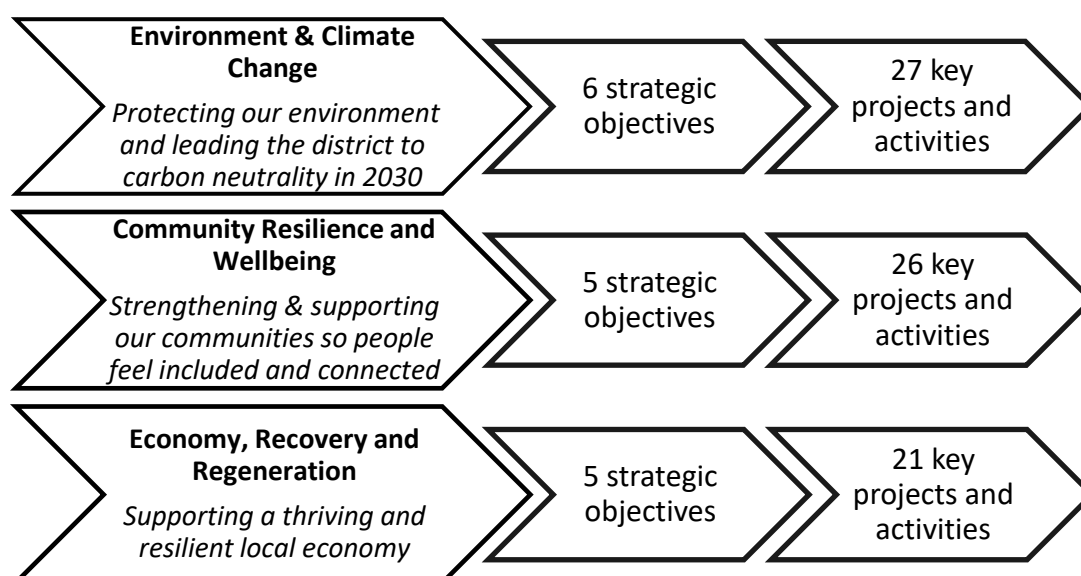 Environment & Climate
Change
Protecting our environment
and leading the district to
carbon neutrality in 2030
6 strategic
objectives
27 key
projects and
activities
Community Resilience and
Wellbeing
Strengthening & supporting
our communities so people
feel included and connected
5 strategic
objectives
26 key
projects and
activities
Economy, Recovery and
Regeneration
Supporting a thriving and
resilient local economy
5 strategic
objectives
21 key
projects and
activities